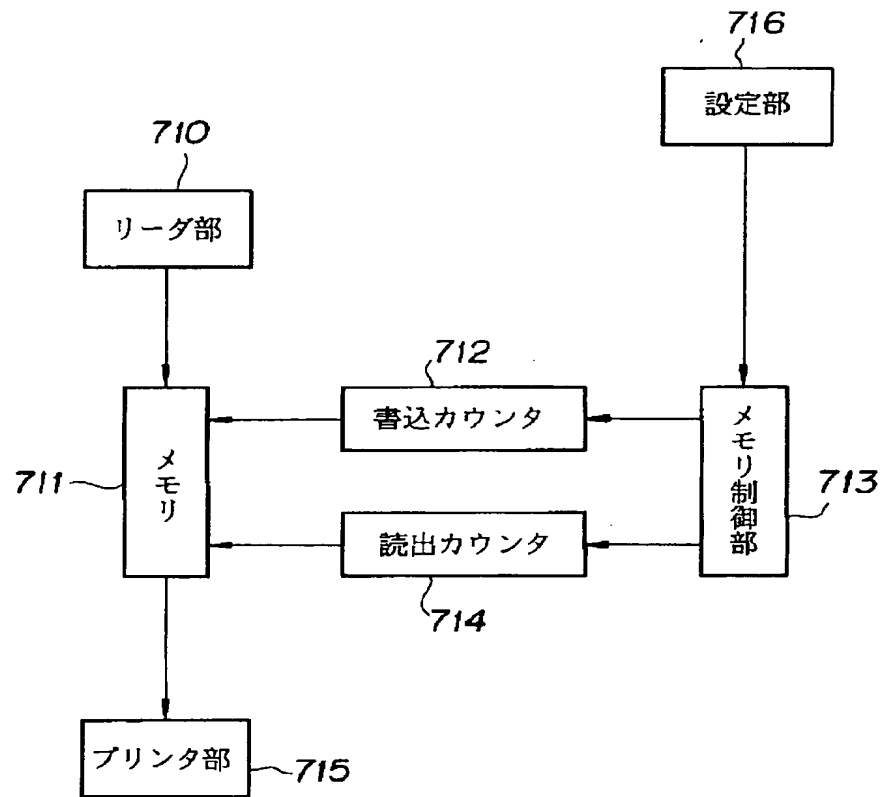 716
設定部
710
リーダ部
712
書込カウンタ
711
メモリ
メモリ制御部
713
読出カウンタ
714
プリンタ部
715